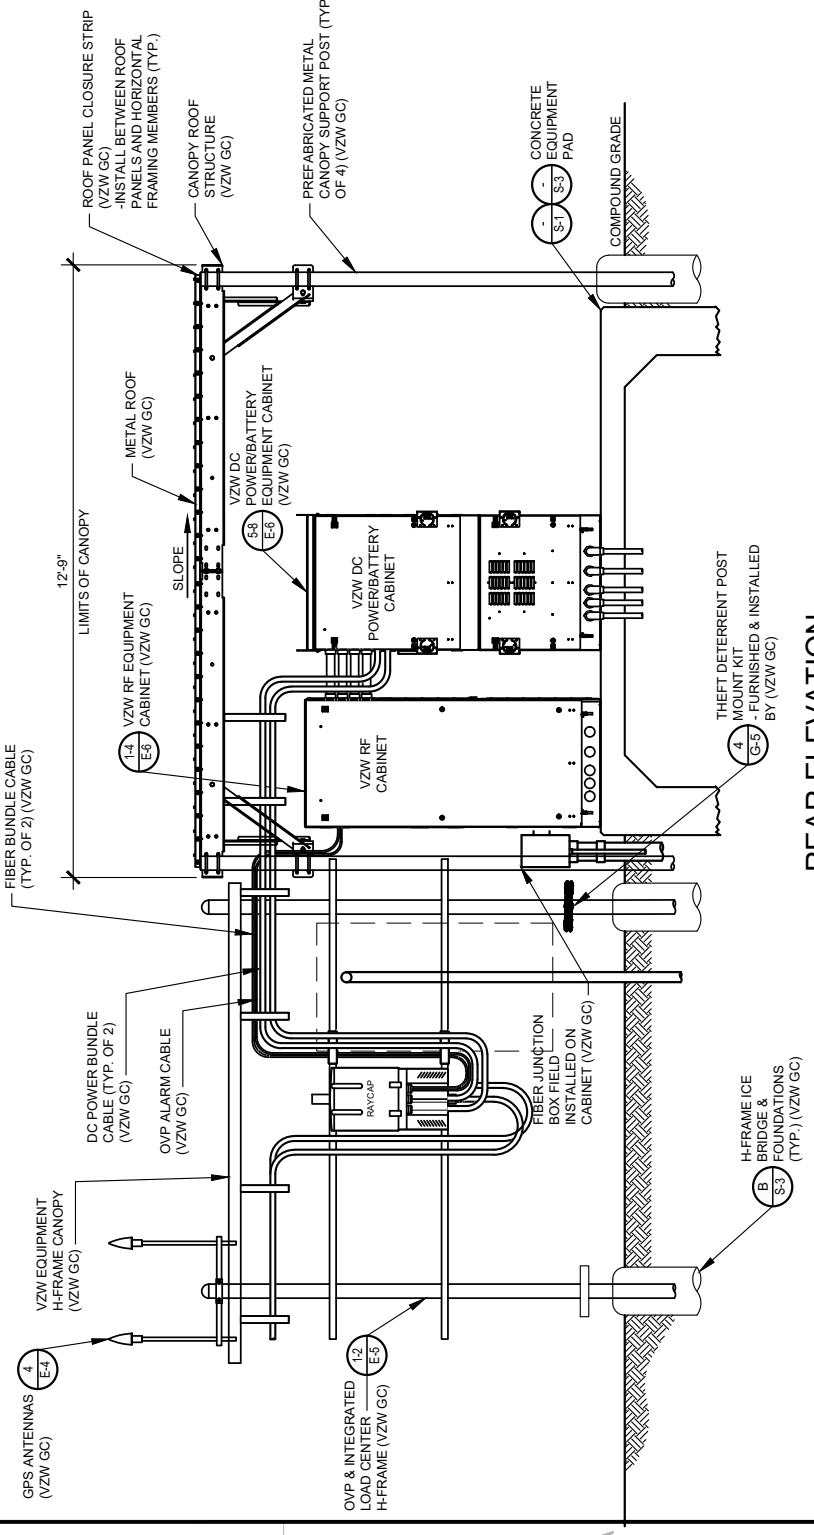 GPS ANTENNAS
(VZW GC)
4
E-4
VZW EQUIPMENT
H-FRAME CANOPY
(VZW GC)
DC POWER BUNDLE
CABLE (TYP. OF 2)
(VZW GC)
OVP ALARM CABLE
(VZW GC)
FIBER BUNDLE CABLE
(TYP. OF 2) (VZW GC)
12'-9"
LIMITS OF CANOPY
1-4
E-6
VZW RF EQUIPMENT
CABINET (VZW GC)
SLOPE
METAL ROOF
(VZW GC)
5-8
E-6
VZW DC
POWER/BATTERY
EQUIPMENT CABINET
(VZW GC)
ROOF PANEL CLOSURE STRIP
(VZW GC)
-INSTALL BETWEEN ROOF
PANELS AND HORIZONTAL
FRAMING MEMBERS (TYP.)
CANOPY ROOF
STRUCTURE
(VZW GC)
PREFABRICATED METAL
CANOPY SUPPORT POST (TYP
OF 4) (VZW GC)
OVP & INTEGRATED
LOAD CENTER
H-FRAME (VZW GC)
1-2
E-5
RAYCAP
VZW RF
CABINET
VZW DC
POWER/BATTERY
CABINET
-
S-1
-
S-3
CONCRETE
EQUIPMENT
PAD
COMPOUND GRADE
FIBER JUNCTION
BOX FIELD
INSTALLED ON
CABINET (VZW GC)
B
S-3
H-FRAME ICE
BRIDGE &
FOUNDATIONS
(TYP.) (VZW GC)
4
G-5
THEFT DETERRENT POST
MOUNT KIT
- FURNISHED & INSTALLED
BY (VZW GC)
REAR ELEVATION